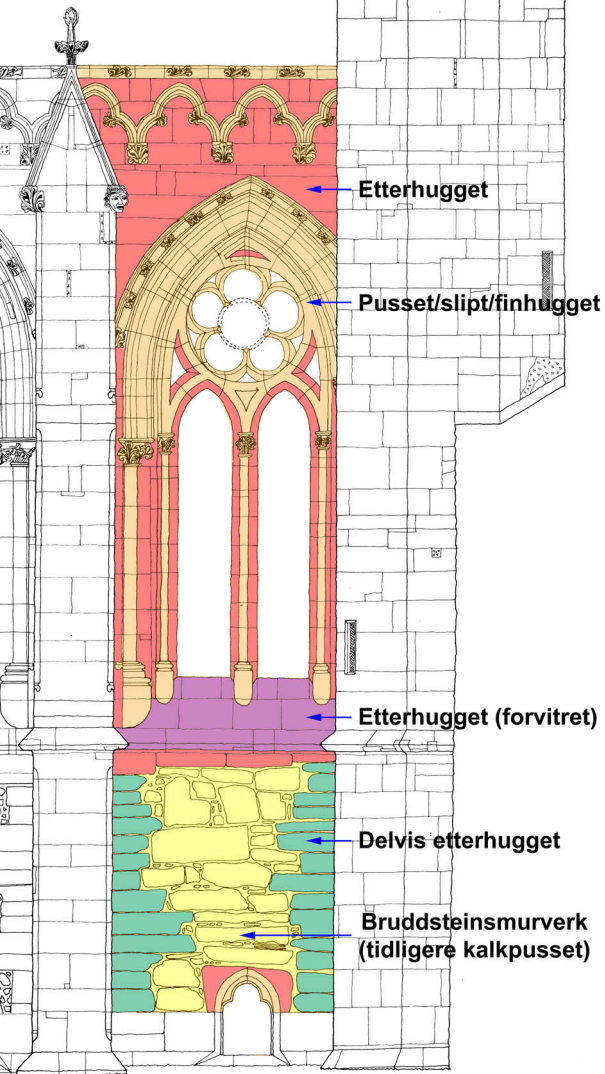 Etterhugget
Pusset/slipt/finhugget
Etterhugget (forvitret)
Delvis etterhugget
Bruddsteinsmurverk
(tidligere kalkpusset)